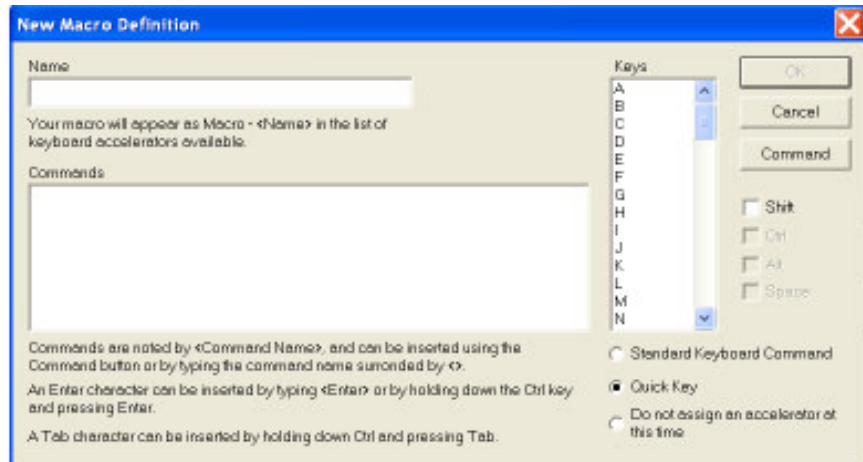 New Macro Definition
Name
Your macro will appear as Macro - <Name> in the list of
keyboard accelerators available.
Commands
Commands are noted by <Command Name>, and can be inserted using the
Command button or by typing the command name surronded by <>.
An Enter character can be inserted by typing <Enter> or by holding down the Ctrl key
and pressing Enter.
A Tab character can be inserted by holding down Ctrl and pressing Tab.
Keys
A
B
C
D
E
F
G
H
I
J
K
L
M
N
OK
Cancel
Command
Shift
Ctrl
Alt
Space
Standard Keyboard Command
Quick Key
Do not assign an accelerator at
this time